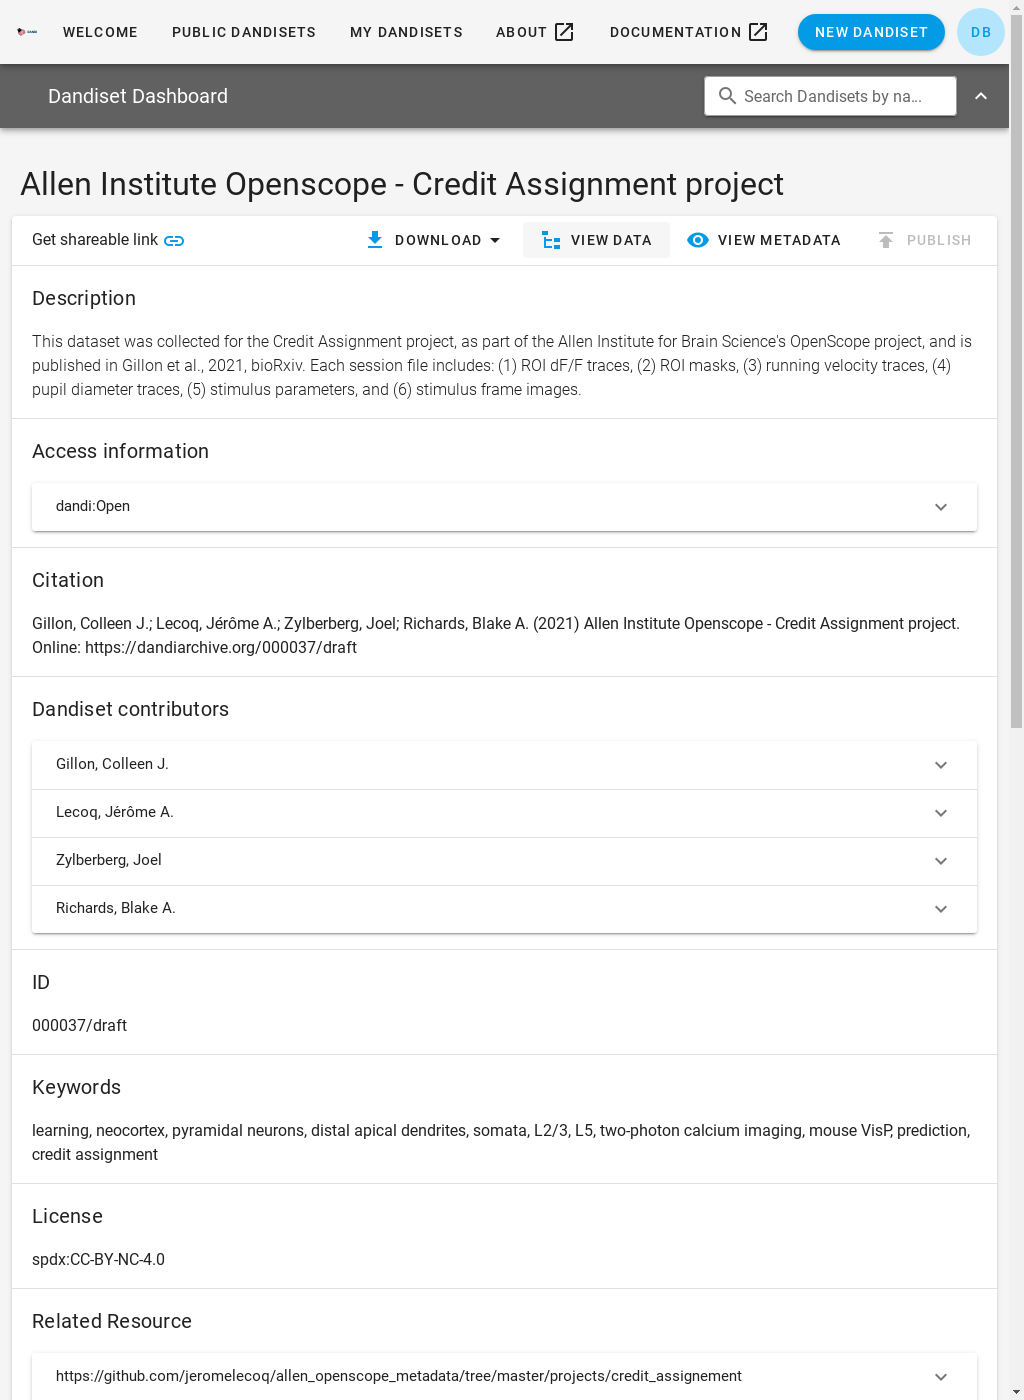 WELCOME PUBLIC DANDISETS MY DANDISETS ABOUT DOCUMENTATION NEW DANDISET DB
Dandiset Dashboard Search Dandisets by na...
Allen Institute Openscope - Credit Assignment project
Get shareable link DOWNLOAD VIEW DATA VIEW METADATA PUBLISH
Description
This dataset was collected for the Credit Assignment project, as part of the Allen Institute for Brain Science's OpenScope project, and is
published in Gillon et al., 2021, bioRxiv. Each session file includes: (1) ROI dF/F traces, (2) ROI masks, (3) running velocity traces, (4)
pupil diameter traces, (5) stimulus parameters, and (6) stimulus frame images.
Access information
dandi:Open
Citation
Gillon, Colleen J.; Lecoq, Jérôme A.; Zylberberg, Joel; Richards, Blake A. (2021) Allen Institute Openscope - Credit Assignment project.
Online: https://dandiarchive.org/000037/draft
Dandiset contributors
Gillon, Colleen J.
Lecoq, Jérôme A.
Zylberberg, Joel
Richards, Blake A.
ID
000037/draft
Keywords
learning, neocortex, pyramidal neurons, distal apical dendrites, somata, L2/3, L5, two-photon calcium imaging, mouse VisP, prediction,
credit assignment
License
spdx:CC-BY-NC-4.0
Related Resource
https://github.com/jeromelecoq/allen_openscope_metadata/tree/master/projects/credit_assignement